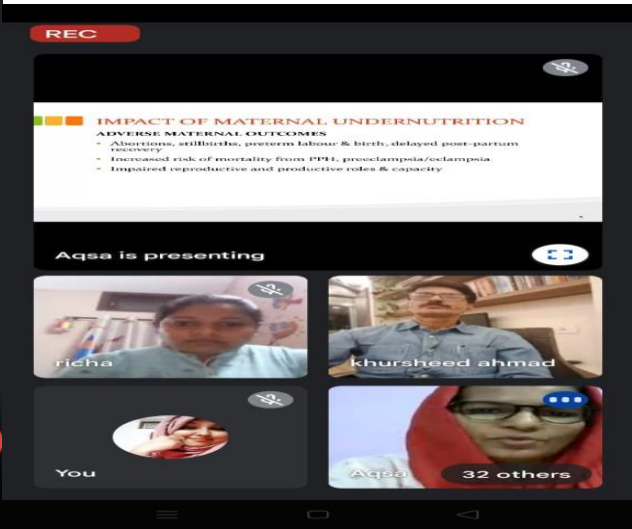 REC
IMPACT OF MATERNAL UNDERNUTRITION
ADVERSE MATERNAL OUTCOMES
• Abortions, stillbirths, preterm labour & birth, delayed post-partum
recovery
• Increased risk of mortality from PPH, preeclampsia/eclampsia
• Impaired reproductive and productive roles & capacity
Aqsa is presenting
richa
khursheed ahmad
You
Aqsa
32 others